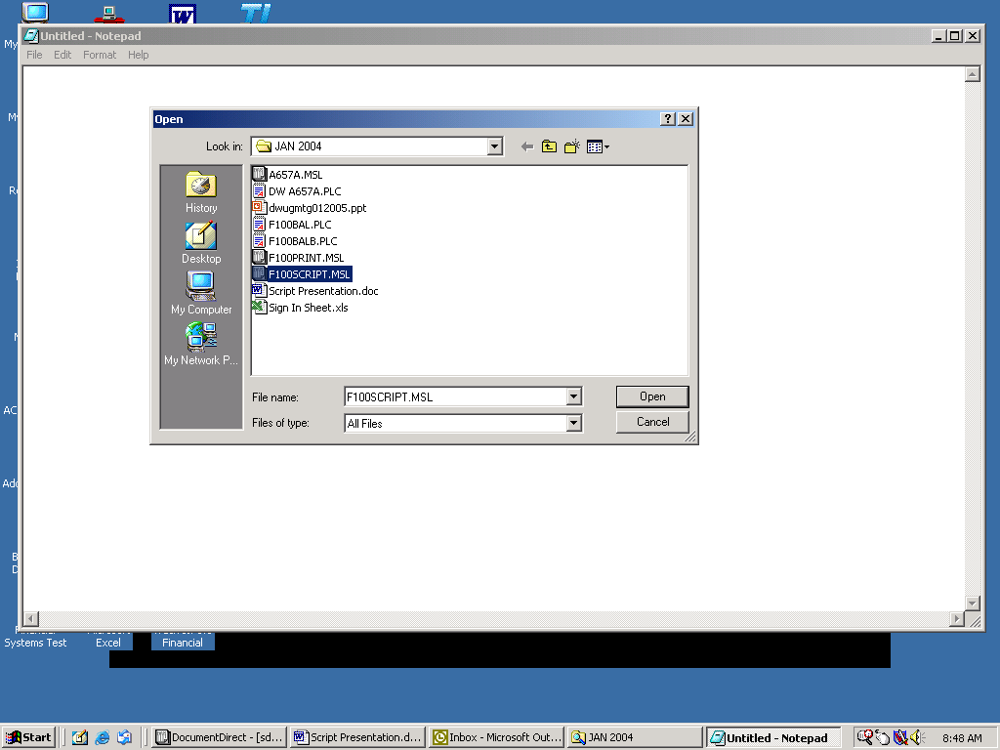 My
W
TI
Untitled - Notepad
File Edit Format Help
My
Open
Look in: JAN 2004
History
Desktop
My Computer
My Network P...
A657A.MSL
DW A657A.PLC
dwugmtg012005.ppt
F100BAL.PLC
F100BALB.PLC
F100PRINT.MSL
F100SCRIPT.MSL
Script Presentation.doc
Sign In Sheet.xls
File name: F100SCRIPT.MSL Open
Files of type: All Files Cancel
AC
Systems Test Excel Financial
Start DocumentDirect - [sd... Script Presentation.d... Inbox - Microsoft Out... JAN 2004 Untitled - Notepad 8:48 AM